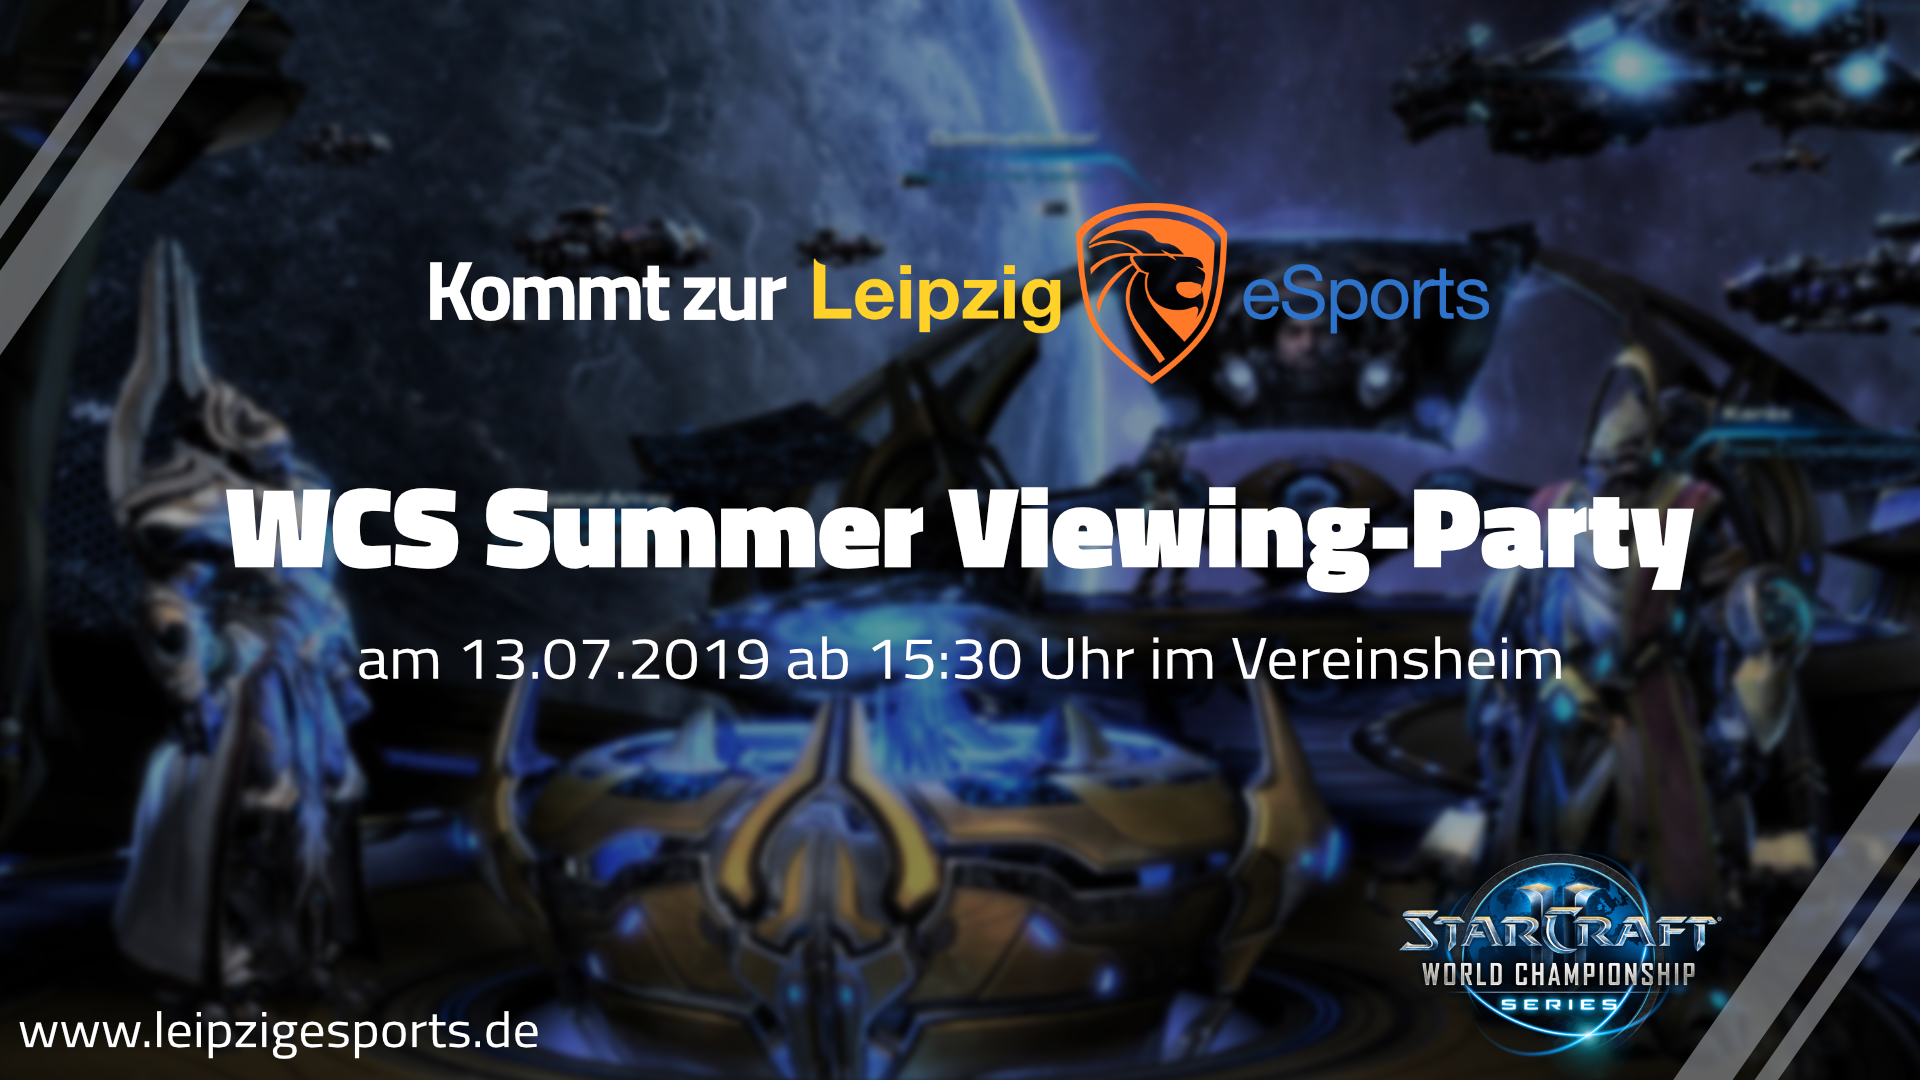 Kommt zur Leipzig eSports
WCS Summer Viewing-Party
am 13.07.2019 ab 15:30 Uhr im Vereinsheim
STARCRAFT
II
WORLD CHAMPIONSHIP
SERIES
www.leipzigesports.de